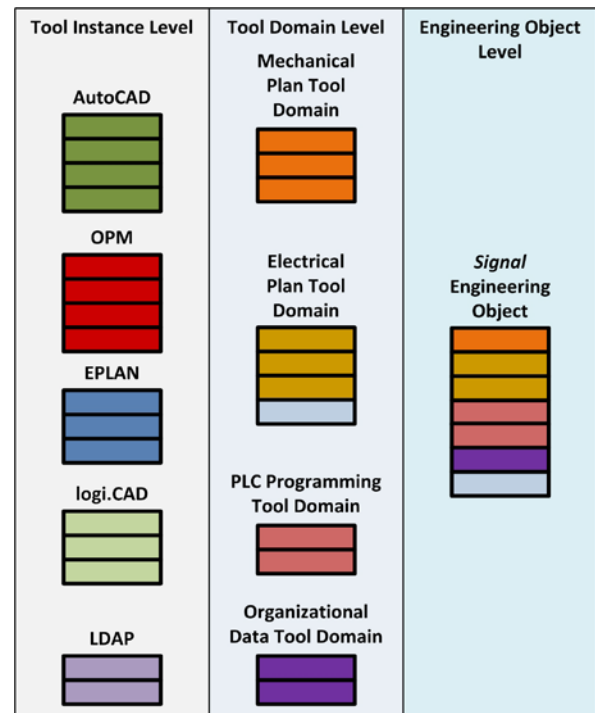 Tool Instance Level
AutoCAD
OPM
EPLAN
logi.CAD
LDAP
Tool Domain Level
Mechanical
Plan Tool
Domain
Electrical
Plan Tool
Domain
PLC Programming
Tool Domain
Organizational
Data Tool Domain
Engineering Object
Level
Signal
Engineering
Object